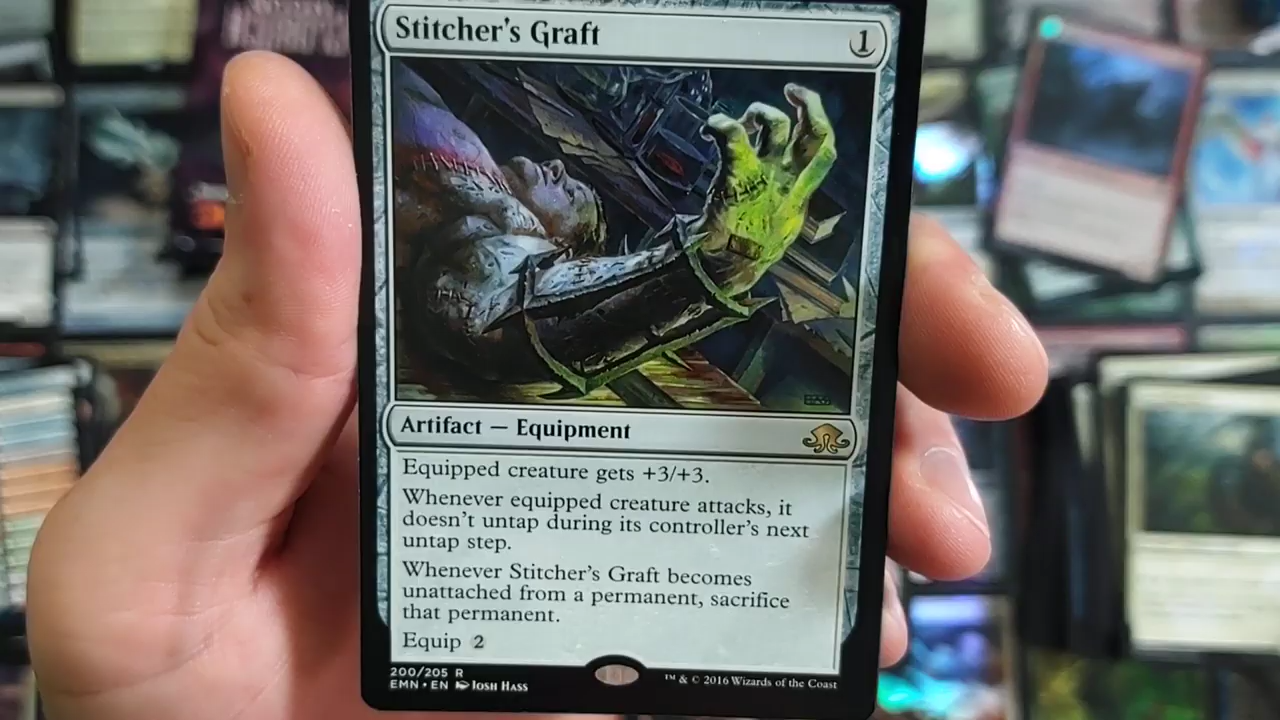 Stitcher's Graft 1
Artifact — Equipment
Equipped creature gets +3/+3.
Whenever equipped creature attacks, it
doesn't untap during its controller's next
untap step.
Whenever Stitcher's Graft becomes
unattached from a permanent, sacrifice
that permanent.
Equip 2
200/205 R
EMN • EN Josh Hass
™ & © 2016 Wizards of the Coast